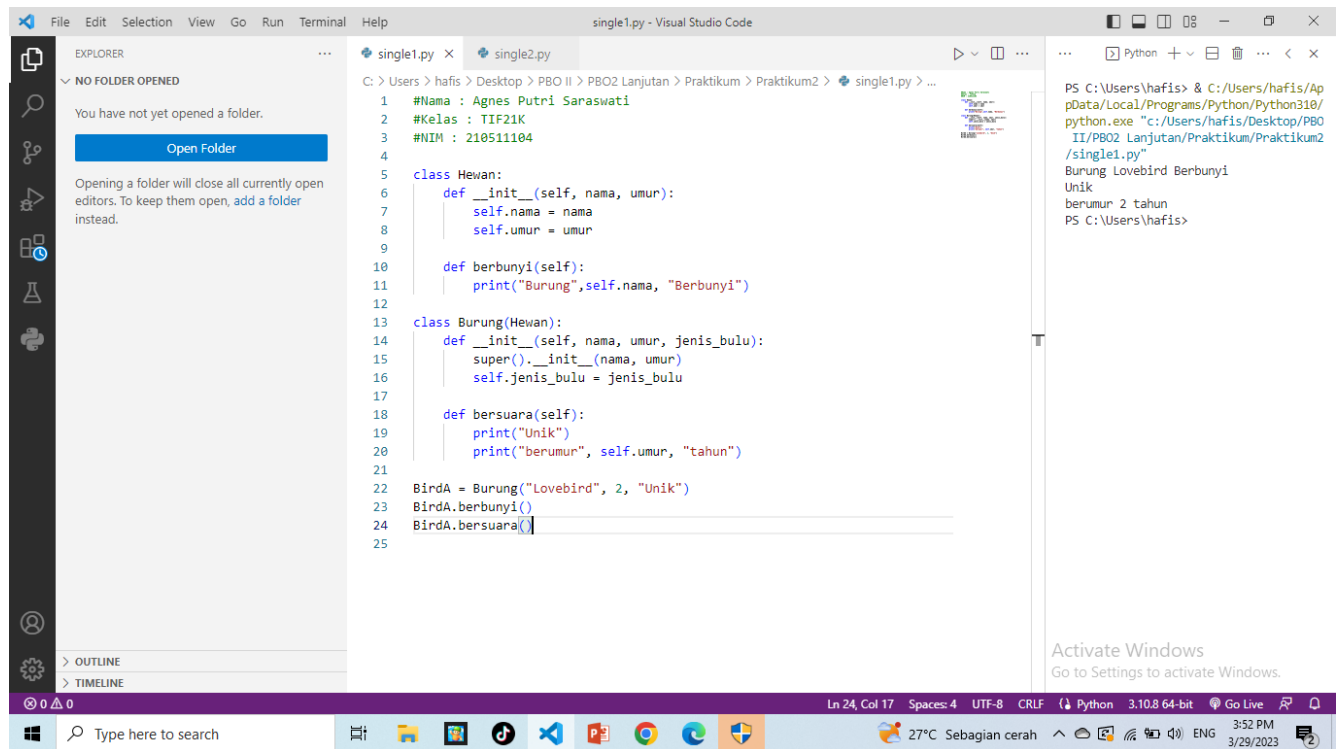 File Edit Selection View Go Run Terminal Help
single1.py - Visual Studio Code
EXPLORER
NO FOLDER OPENED
You have not yet opened a folder.
Open Folder
Opening a folder will close all currently open
editors. To keep them open, add a folder
instead.
OUTLINE
TIMELINE
single1.py
single2.py
C: > Users > hafis > Desktop > PBO II > PBO2 Lanjutan > Praktikum > Praktikum2 > single1.py > ...
1 #Nama : Agnes Putri Saraswati
2 #Kelas : TIF21K
3 #NIM : 210511104
4
5 class Hewan:
6     def __init__(self, nama, umur):
7         self.nama = nama
8         self.umur = umur
9
10     def berbunyi(self):
11         print("Burung",self.nama, "Berbunyi")
12
13 class Burung(Hewan):
14     def __init__(self, nama, umur, jenis_bulu):
15         super().__init__(nama, umur)
16         self.jenis_bulu = jenis_bulu
17
18     def bersuara(self):
19         print("Unik")
20         print("berumur", self.umur, "tahun")
21
22 BirdA = Burung("Lovebird", 2, "Unik")
23 BirdA.berbunyi()
24 BirdA.bersuara()
25
Python
PS C:\Users\hafis> & C:/Users/hafis/Ap
pData/Local/Programs/Python/Python310/
python.exe "c:/Users/hafis/Desktop/PBO
II/PBO2 Lanjutan/Praktikum/Praktikum2
/single1.py"
Burung Lovebird Berbunyi
Unik
berumur 2 tahun
PS C:\Users\hafis>
Activate Windows
Go to Settings to activate Windows.
0 0
Ln 24, Col 17 Spaces: 4 UTF-8 CRLF Python 3.10.8 64-bit Go Live
Type here to search
27°C Sebagian cerah
ENG
3:52 PM
3/29/2023
2